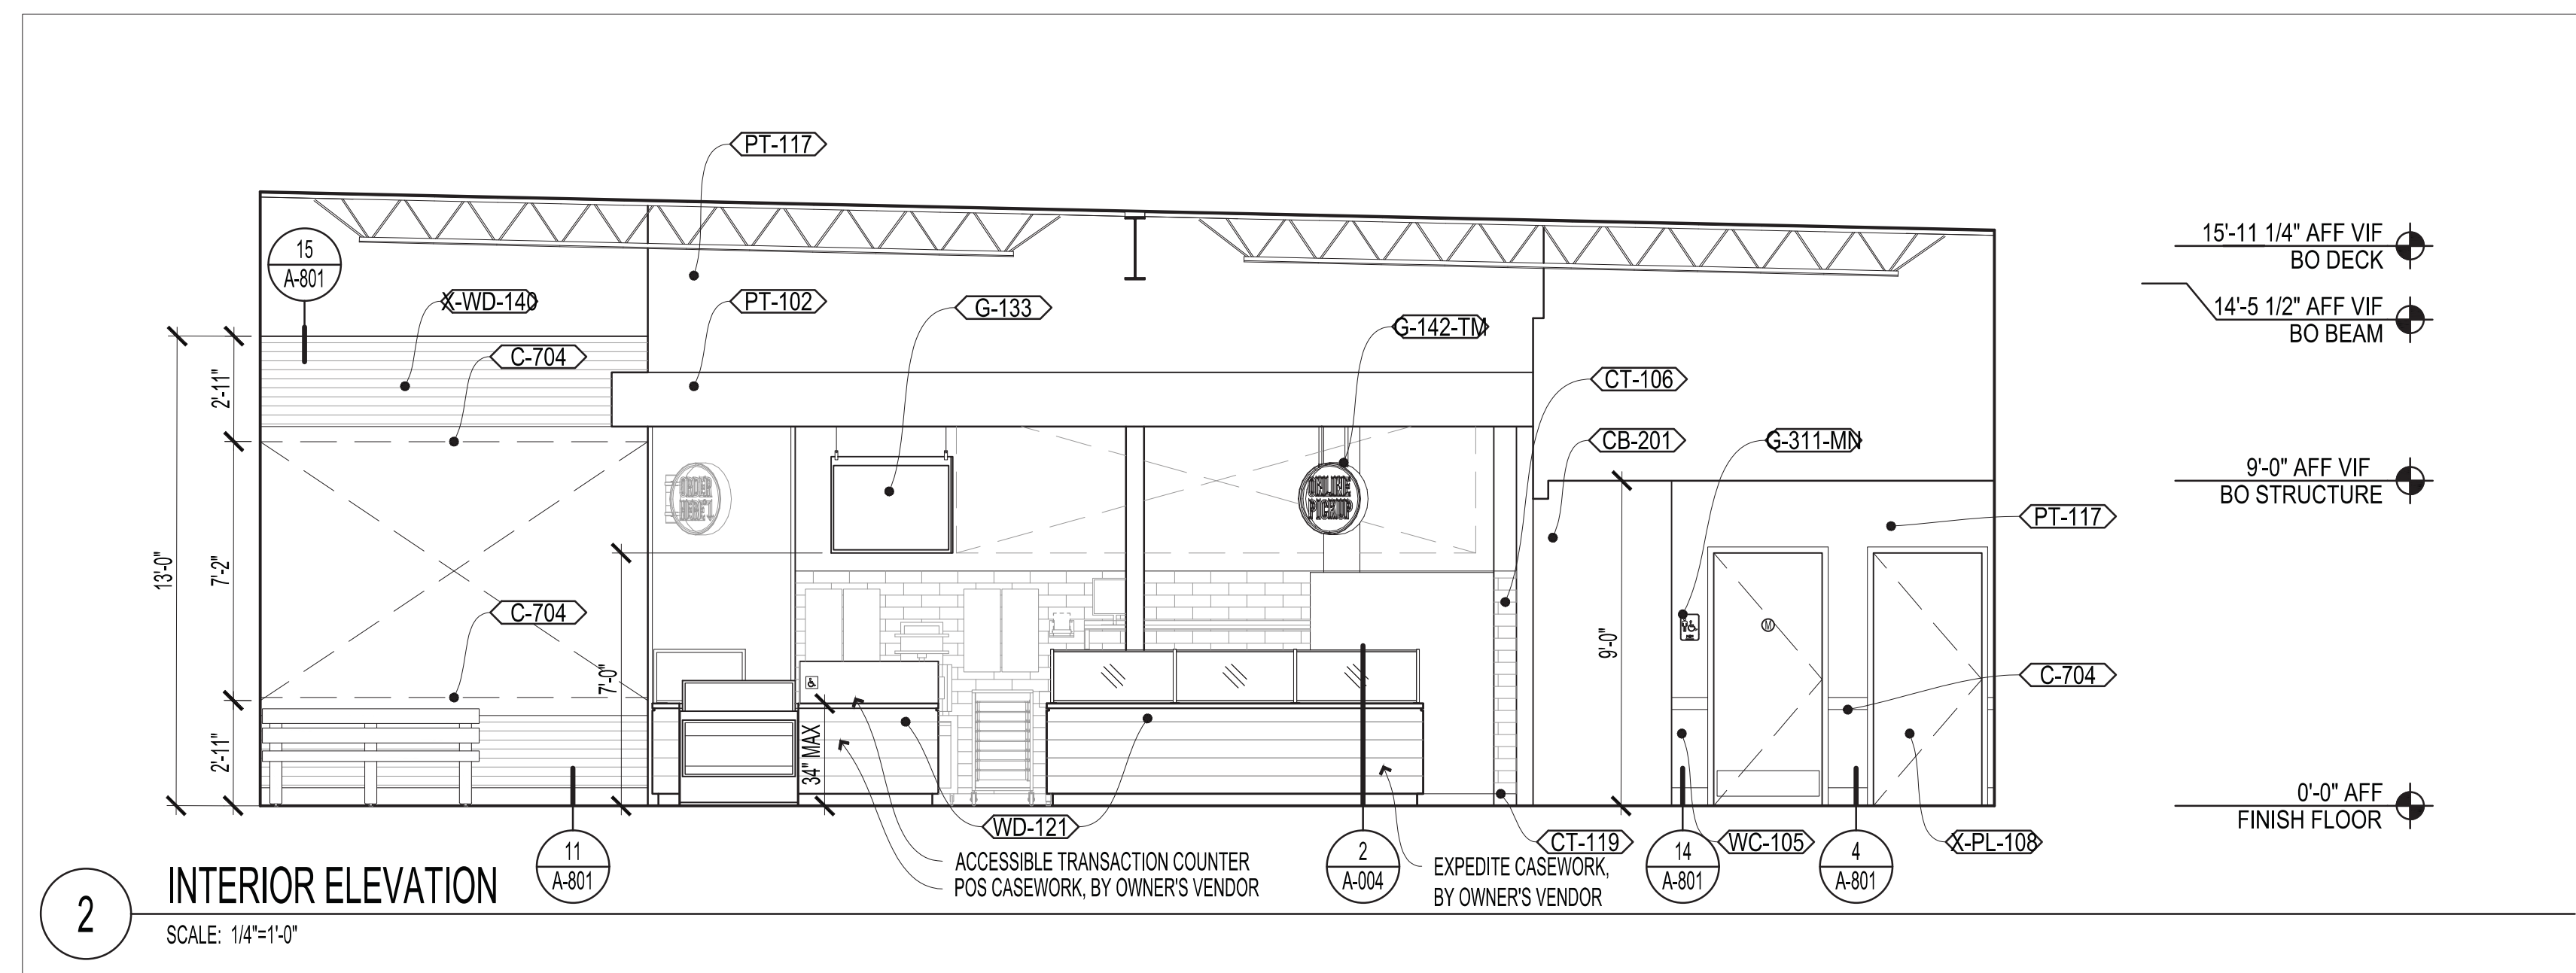 PT-117
15
A-801
X-WD-140
PT-102
G-133
G-142-TM
C-704
CT-106
CB-201
G-311-MN
15'-11 1/4" AFF VIF
BO DECK
14'-5 1/2" AFF VIF
BO BEAM
9'-0" AFF VIF
BO STRUCTURE
PT-117
ORDER
HERE!
ONLINE
PICKUP
M
13'-0"
2'-11"
7'-2"
2'-11"
C-704
7'-0"
34" MAX
9'-0"
C-704
0'-0" AFF
FINISH FLOOR
WD-121
CT-119
WC-105
X-PL-108
11
A-801
2
A-004
14
A-801
4
A-801
ACCESSIBLE TRANSACTION COUNTER
POS CASEWORK, BY OWNER'S VENDOR
EXPEDITE CASEWORK,
BY OWNER'S VENDOR
2
INTERIOR ELEVATION
SCALE: 1/4"=1'-0"